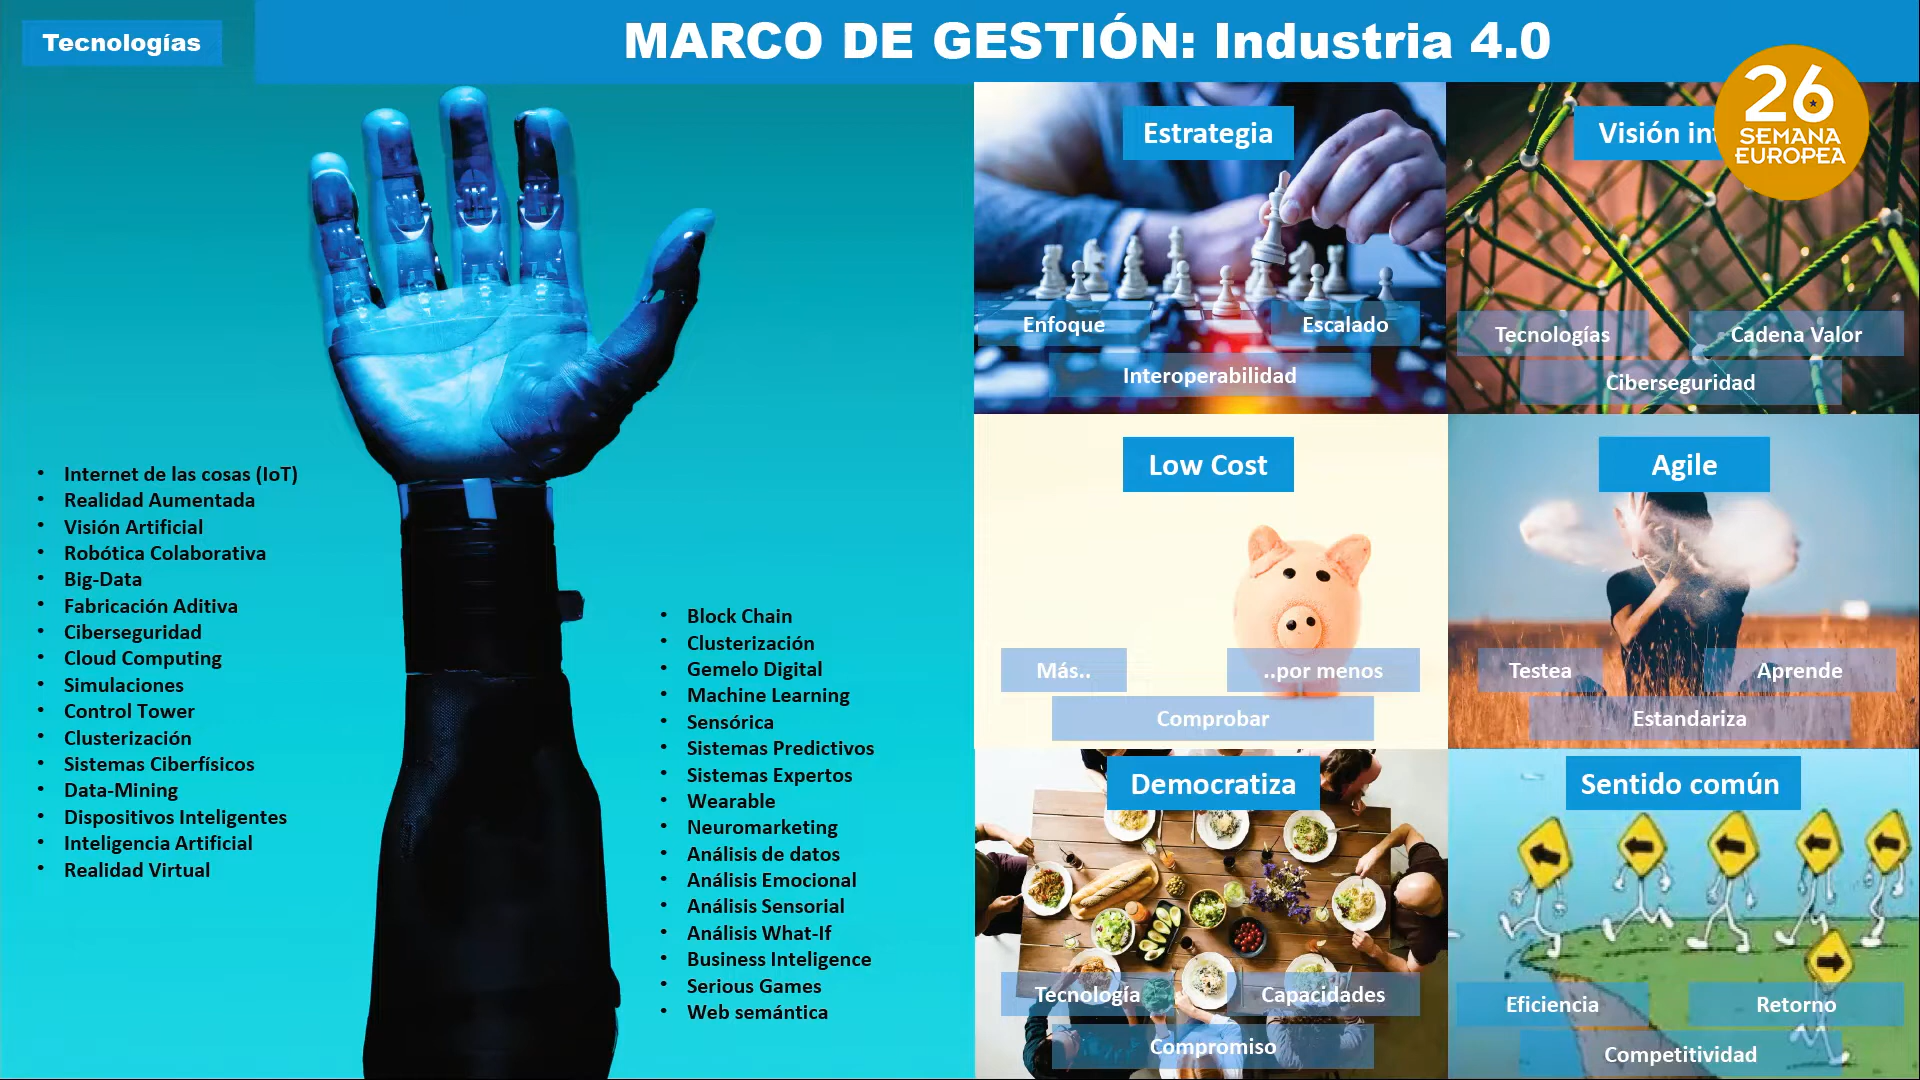 Tecnologías
MARCO DE GESTIÓN: Industria 4.0
26
SEMANA
EUROPEA
• Internet de las cosas (IoT)
• Realidad Aumentada
• Visión Artificial
• Robótica Colaborativa
• Big-Data
• Fabricación Aditiva
• Ciberseguridad
• Cloud Computing
• Simulaciones
• Control Tower
• Clusterización
• Sistemas Ciberfísicos
• Data-Mining
• Dispositivos Inteligentes
• Inteligencia Artificial
• Realidad Virtual
• Block Chain
• Clusterización
• Gemelo Digital
• Machine Learning
• Sensórica
• Sistemas Predictivos
• Sistemas Expertos
• Wearable
• Neuromarketing
• Análisis de datos
• Análisis Emocional
• Análisis Sensorial
• Análisis What-If
• Business Inteligence
• Serious Games
• Web semántica
Estrategia
Enfoque
Escalado
Interoperabilidad
Visión
Tecnologías
Cadena Valor
Ciberseguridad
Low Cost
Más..
..por menos
Comprobar
Agile
Testea
Aprende
Estandariza
Democratiza
Tecnología
Capacidades
Compromiso
Sentido común
Eficiencia
Retorno
Competitividad